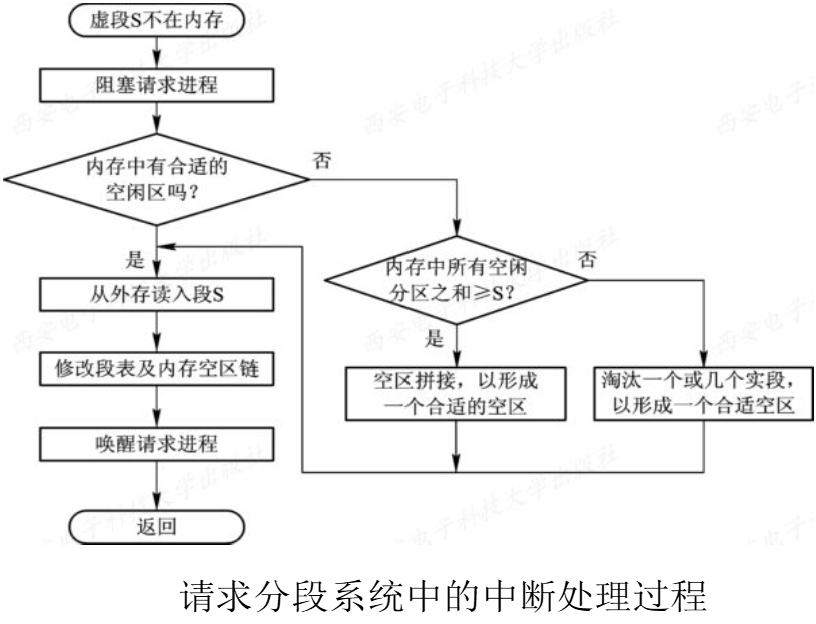 虚段S不在内存
阻塞请求进程
内存中有合适的
空闲区吗?
否
是
从外存读入段S
修改段表及内存空区链
唤醒请求进程
返回
内存中所有空闲
分区之和≥S?
否
是
空区拼接，以形成
一个合适的空区
淘汰一个或几个实段，
以形成一个合适空区
请求分段系统中的中断处理过程
西安电子科技大学出版社